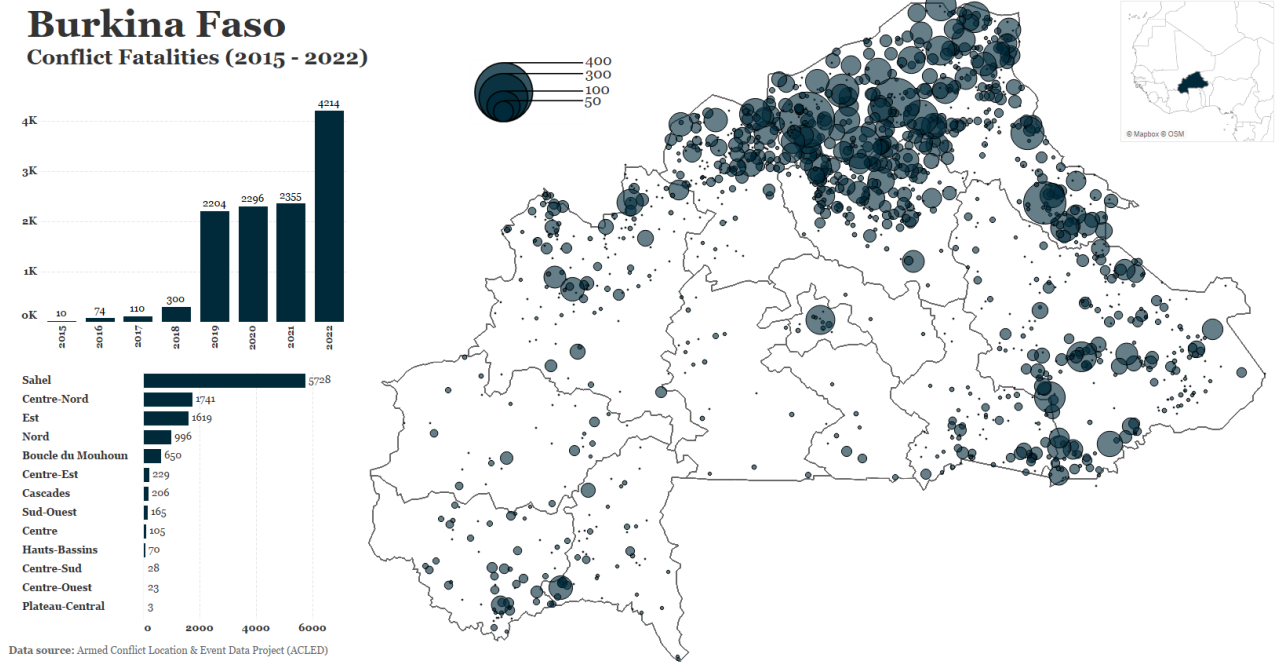 Burkina Faso
Conflict Fatalities (2015 - 2022)
400
300
100
50
© Mapbox © OSM
4K
3K
2K
1K
0K
10
74
110
300
2204
2296
2355
4214
2015
2016
2017
2018
2019
2020
2021
2022
Sahel 5728
Centre-Nord 1741
Est 1619
Nord 996
Boucle du Mouhoun 650
Centre-Est 229
Cascades 206
Sud-Ouest 165
Centre 105
Hauts-Bassins 70
Centre-Sud 28
Centre-Ouest 23
Plateau-Central 3
0 2000 4000 6000
Data source: Armed Conflict Location & Event Data Project (ACLED)